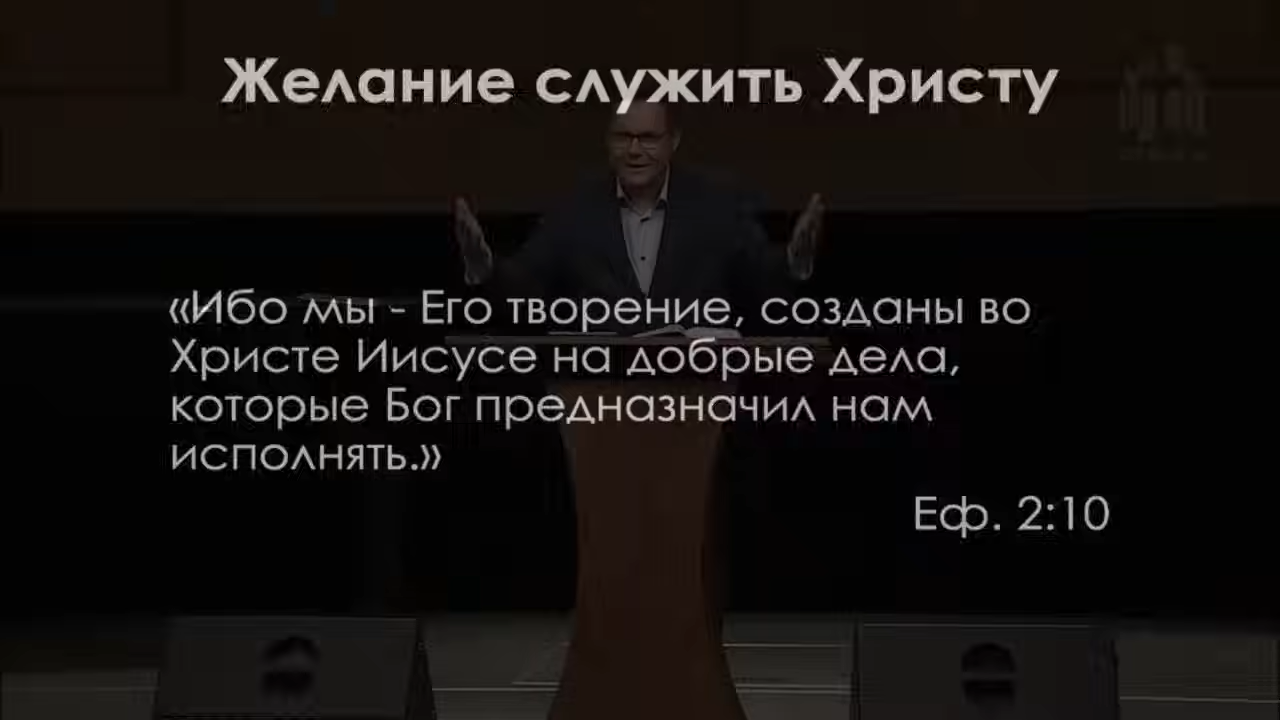 Желание служить Христу
«Ибо мы - Его творение, созданы во
Христе Иисусе на добрые дела,
которые Бог предназначил нам
исполнять.»
Еф. 2:10